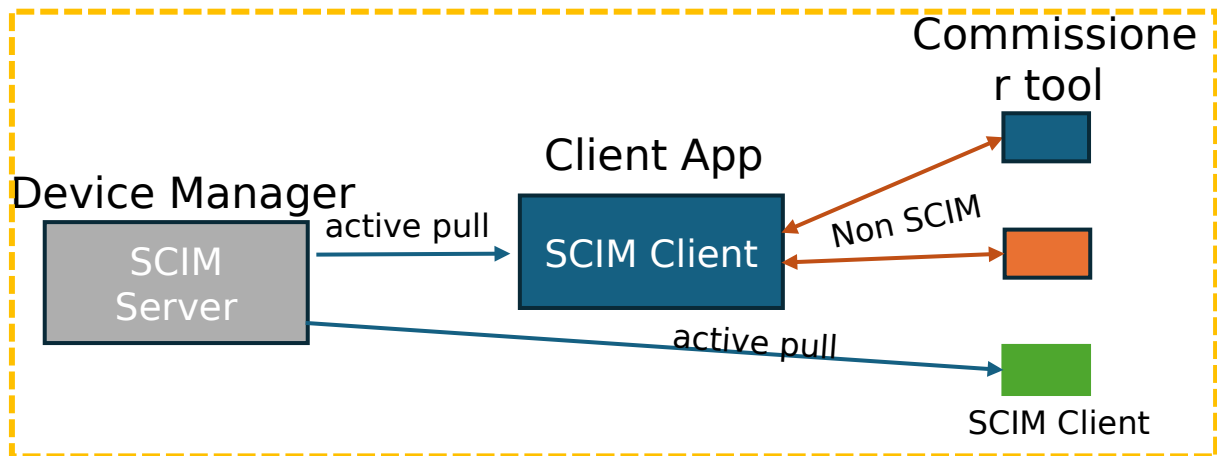 Commissione
r tool
Client App
Device Manager
active pull
SCIM
Server
SCIM Client
Non SCIM
active pull
SCIM Client